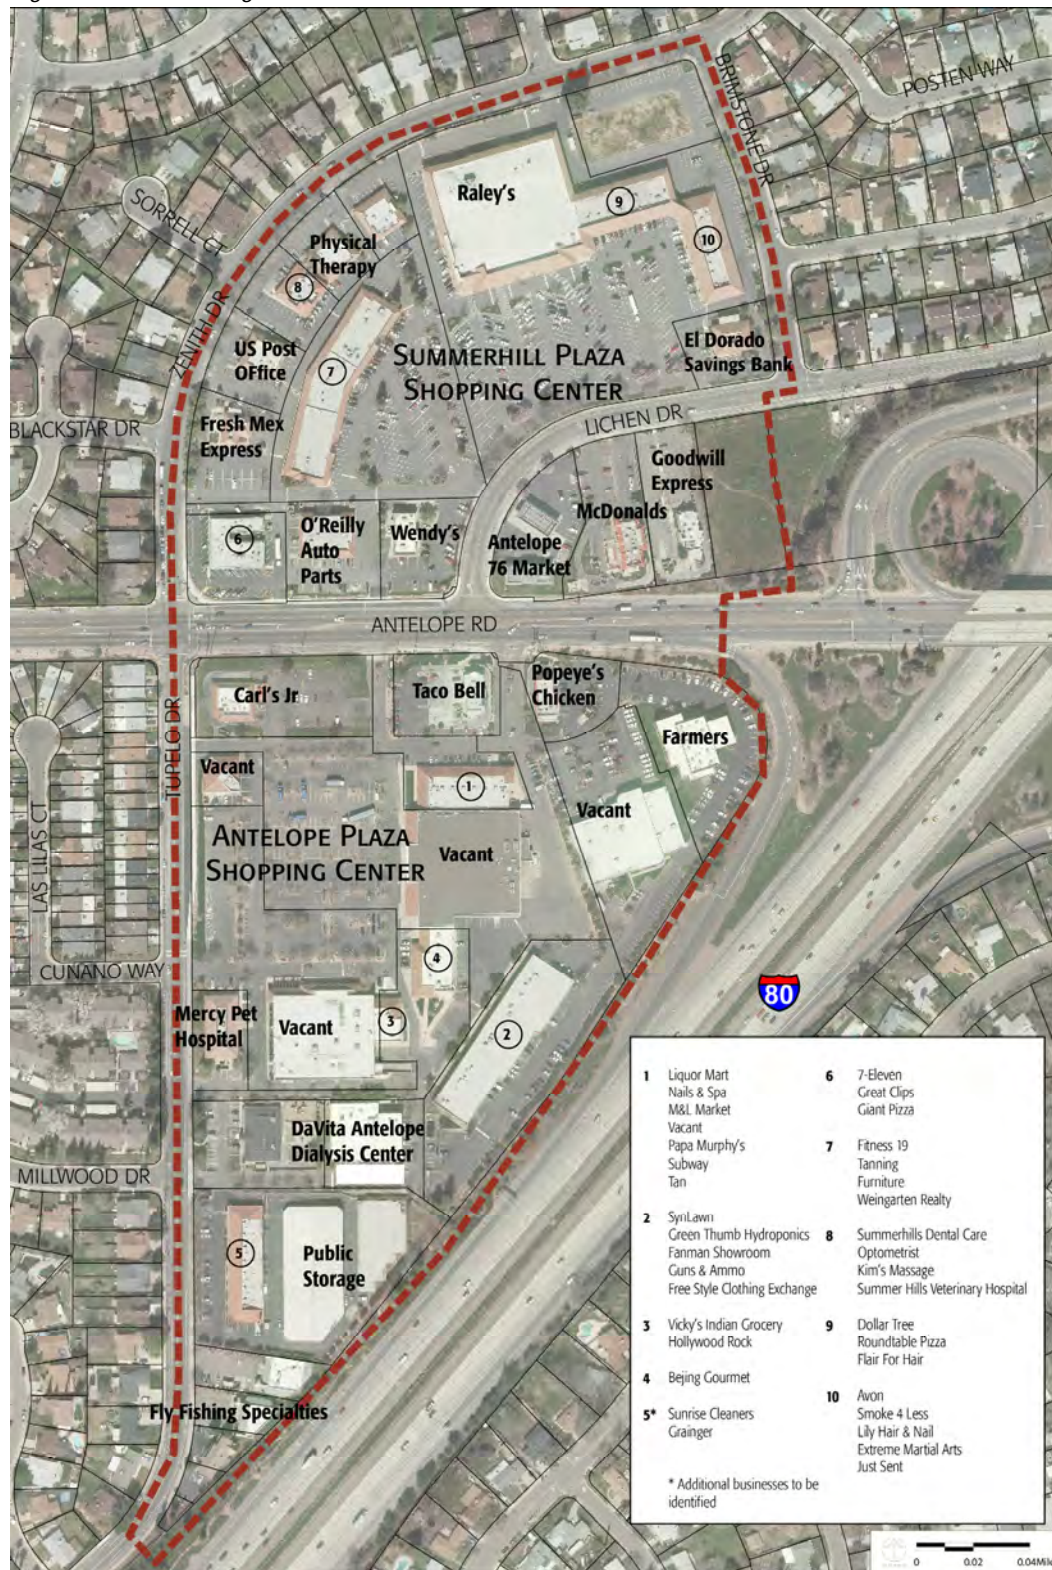 BRIMSTONE DR
POSTEN WAY
Raley's
9
10
SORRELL CT
Physical
Therapy
8
ZENITH DR
US Post
OFfice
7
SUMMERHILL PLAZA
SHOPPING CENTER
El Dorado
Savings Bank
LICHEN DR
BLACKSTAR DR
Fresh Mex
Express
Goodwill
Express
McDonalds
6
O'Reilly
Auto
Parts
Wendy's
Antelope
76 Market
ANTELOPE RD
Carl's Jr
Taco Bell
Popeye's
Chicken
Farmers
TUPELO DR
Vacant
1
Vacant
LAS LILAS CT
ANTELOPE PLAZA
SHOPPING CENTER
Vacant
4
CUNANO WAY
80
Mercy Pet
Hospital
Vacant
3
2
DaVita Antelope
Dialysis Center
MILLWOOD DR
5
Public
Storage
Fly Fishing Specialties
1 Liquor Mart
Nails & Spa
M&L Market
Vacant
Papa Murphy's
Subway
Tan
2 SynLawn
Green Thumb Hydroponics
Fanman Showroom
Guns & Ammo
Free Style Clothing Exchange
3 Vicky's Indian Grocery
Hollywood Rock
4 Bejing Gourmet
5* Sunrise Cleaners
Grainger
* Additional businesses to be
identified
6 7-Eleven
Great Clips
Giant Pizza
7 Fitness 19
Tanning
Furniture
Weingarten Realty
8 Summerhills Dental Care
Optometrist
Kim's Massage
Summer Hills Veterinary Hospital
9 Dollar Tree
Roundtable Pizza
Flair For Hair
10 Avon
Smoke 4 Less
Lily Hair & Nail
Extreme Martial Arts
Just Sent
0 0.02 0.04Mile